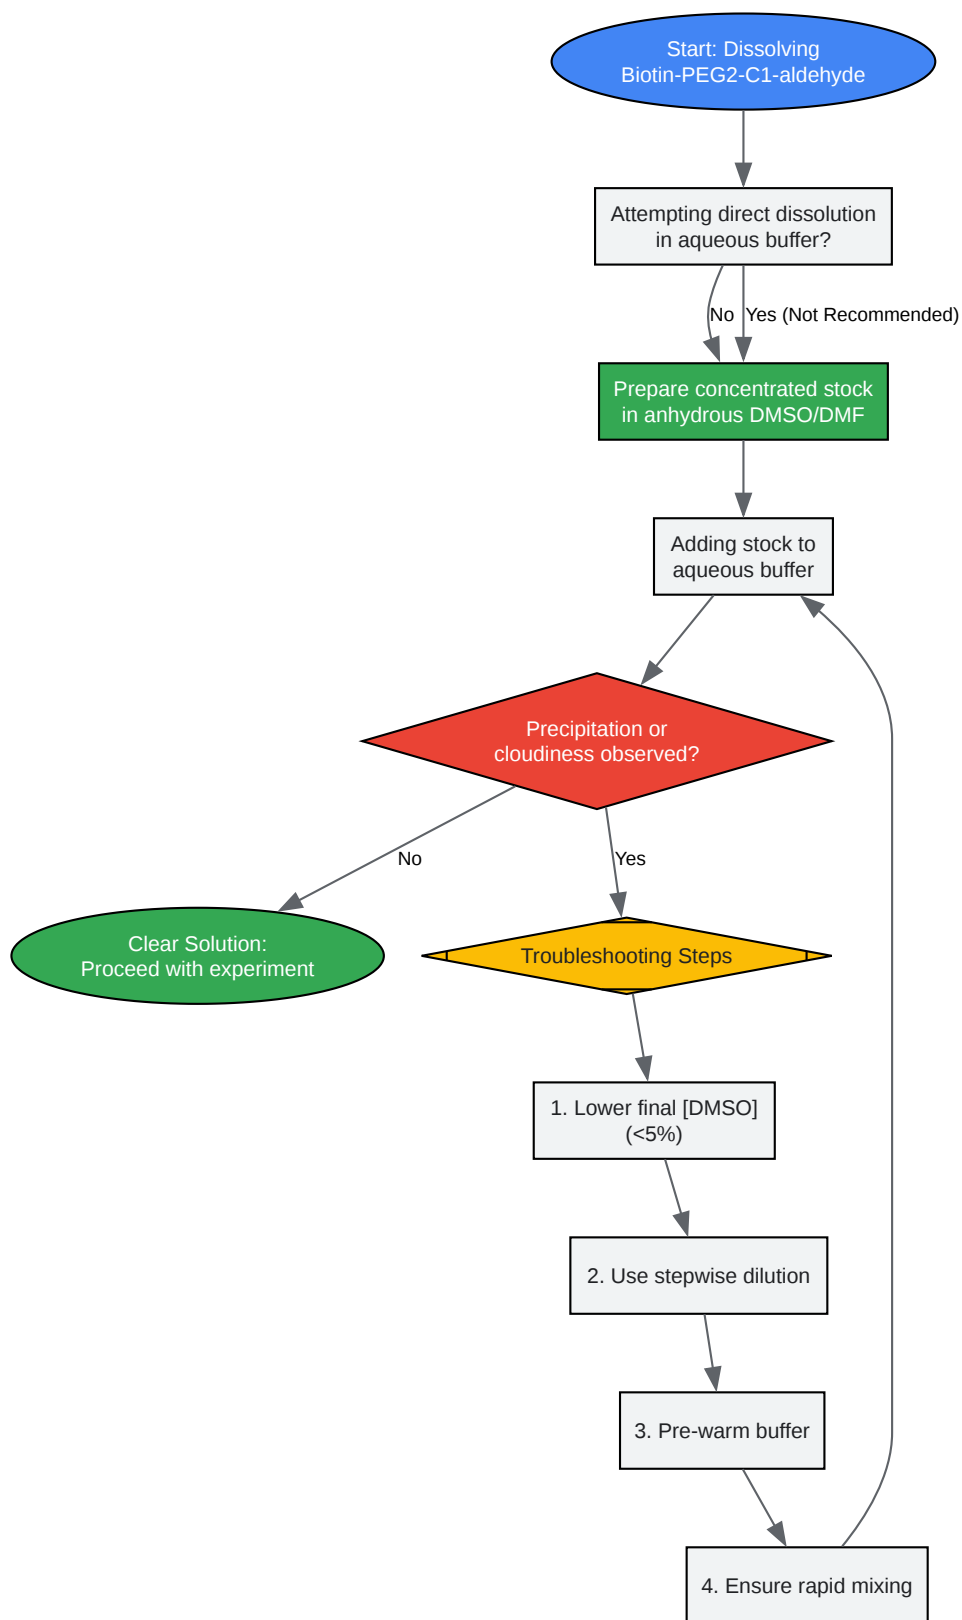 Start: Dissolving
Biotin-PEG2-C1-aldehyde
Attempting direct dissolution
in aqueous buffer?
No
Yes (Not Recommended)
Prepare concentrated stock
in anhydrous DMSO/DMF
Adding stock to
aqueous buffer
Precipitation or
cloudiness observed?
No
Yes
Clear Solution:
Proceed with experiment
Troubleshooting Steps
1. Lower final [DMSO]
(<5%)
2. Use stepwise dilution
3. Pre-warm buffer
4. Ensure rapid mixing